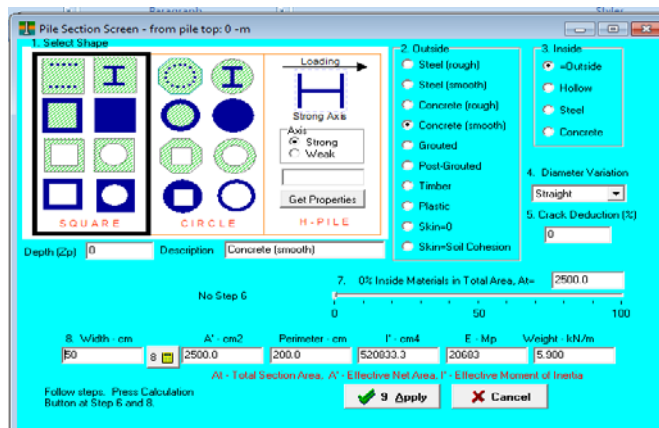 Paragraph
Styles
Pile Section Screen - from pile top: 0 -m
1. Select Shape
SQUARE
CIRCLE
H-PILE
Loading
Strong Axis
Axis
Strong
Weak
Get Properties
2. Outside
Steel (rough)
Steel (smooth)
Concrete (rough)
Concrete (smooth)
Grouted
Post-Grouted
Timber
Plastic
Skin=0
Skin=Soil Cohesion
3. Inside
=Outside
Hollow
Steel
Concrete
4. Diameter Variation
Straight
5. Crack Deduction (%)
0
Depth (Zp) 0 Description Concrete (smooth)
No Step 6
7. 0% Inside Materials in Total Area, At= 2500.0
0 50 100
8. Width - cm A' - cm2 Perimeter - cm I' - cm4 E - Mp Weight - kN/m
50 8 2500.0 200.0 520833.3 20683 5.900
At - Total Section Area, A' - Effective Net Area, I' - Effective Moment of Inertia
Follow steps. Press Calculation
Button at Step 6 and 8.
9 Apply Cancel